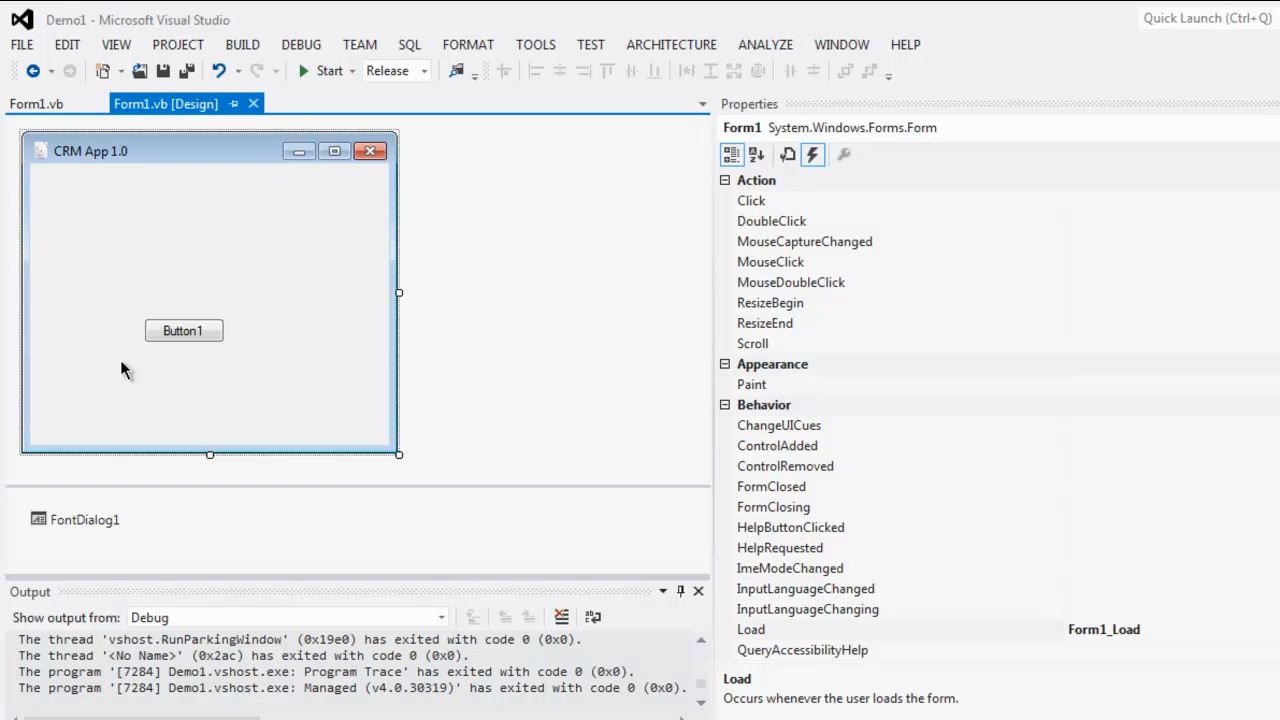 Demo1 - Microsoft Visual Studio
Quick Launch (Ctrl+Q)
FILE EDIT VIEW PROJECT BUILD DEBUG TEAM SQL FORMAT TOOLS TEST ARCHITECTURE ANALYZE WINDOW HELP
Start Release
Form1.vb Form1.vb [Design]
CRM App 1.0
Button1
FontDialog1
Output
Show output from: Debug
The thread 'vshost.RunParkingWindow' (0x19e0) has exited with code 0 (0x0).
The thread '<No Name>' (0x2ac) has exited with code 0 (0x0).
The program '[7284] Demo1.vshost.exe: Program Trace' has exited with code 0 (0x0).
The program '[7284] Demo1.vshost.exe: Managed (v4.0.30319)' has exited with code 0 (0x0).
Properties
Form1 System.Windows.Forms.Form
Action
Click
DoubleClick
MouseCaptureChanged
MouseClick
MouseDoubleClick
ResizeBegin
ResizeEnd
Scroll
Appearance
Paint
Behavior
ChangeUICues
ControlAdded
ControlRemoved
FormClosed
FormClosing
HelpButtonClicked
HelpRequested
ImeModeChanged
InputLanguageChanged
InputLanguageChanging
Load Form1_Load
QueryAccessibilityHelp
Load
Occurs whenever the user loads the form.